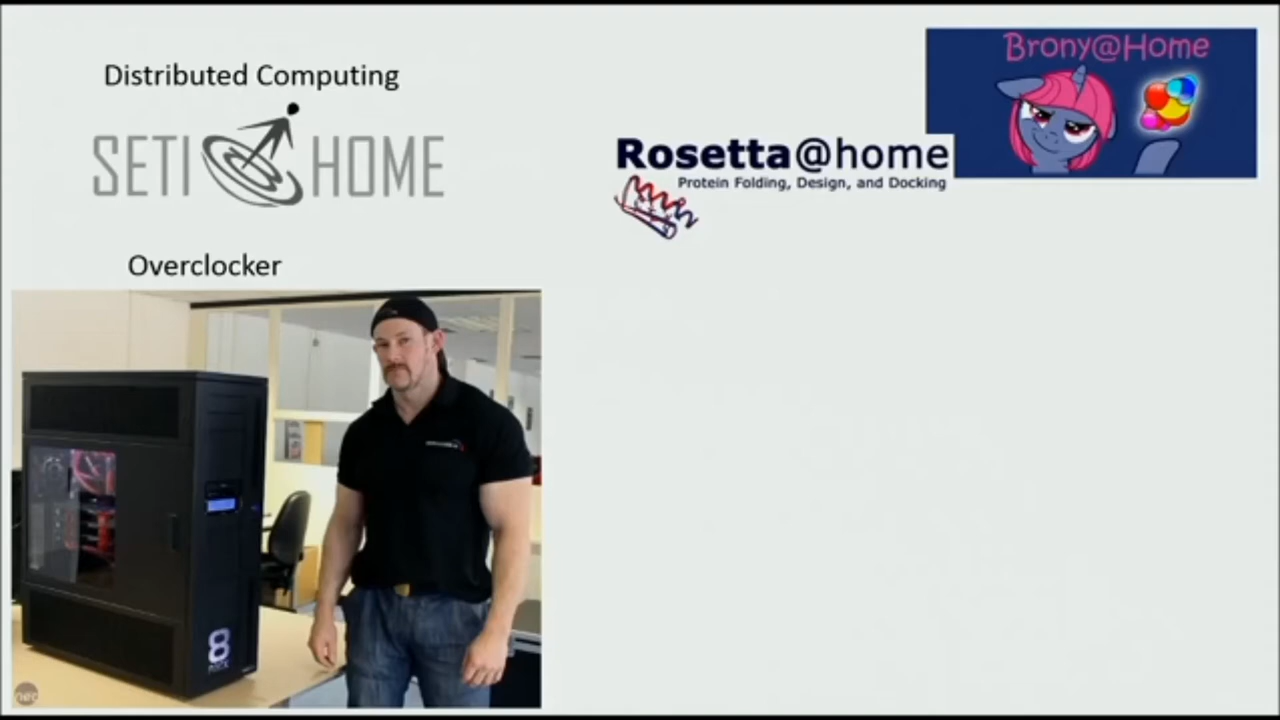 Distributed Computing
SETI@HOME
Brony@Home
Rosetta@home
Protein Folding, Design, and Docking
Overclocker
8